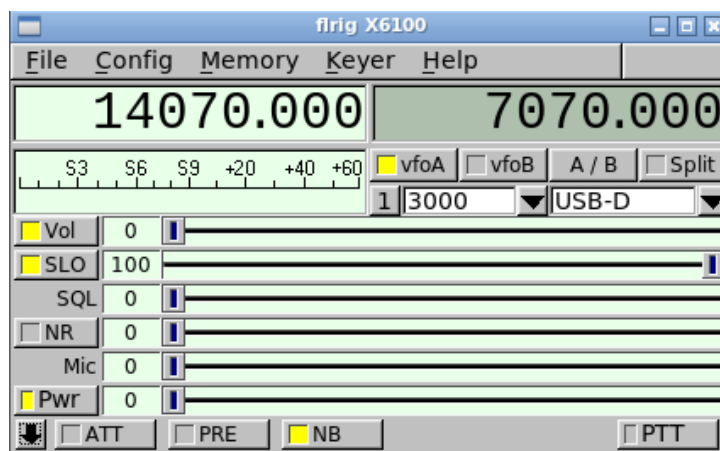 flrig X6100
File Config Memory Keyer Help
14070.000 7070.000
S3 S6 S9 +20 +40 +60 vfoA vfoB A / B Split
1 3000 USB-D
Vol 0
SLO 100
SQL 0
NR 0
Mic 0
Pwr 0
ATT PRE NB PTT